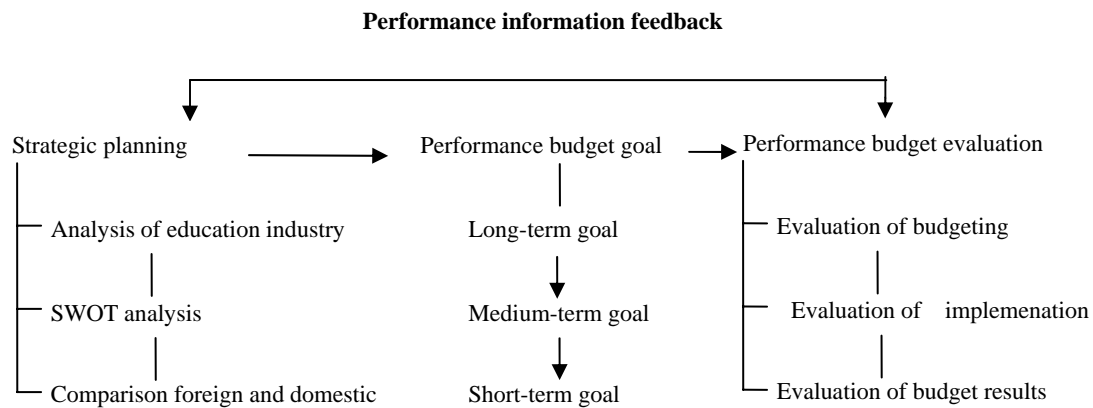 Performance information feedback
Strategic planning
Performance budget goal
Performance budget evaluation
Analysis of education industry
Long-term goal
Evaluation of budgeting
SWOT analysis
Medium-term goal
Evaluation of implemenation
Comparison foreign and domestic
Short-term goal
Evaluation of budget results